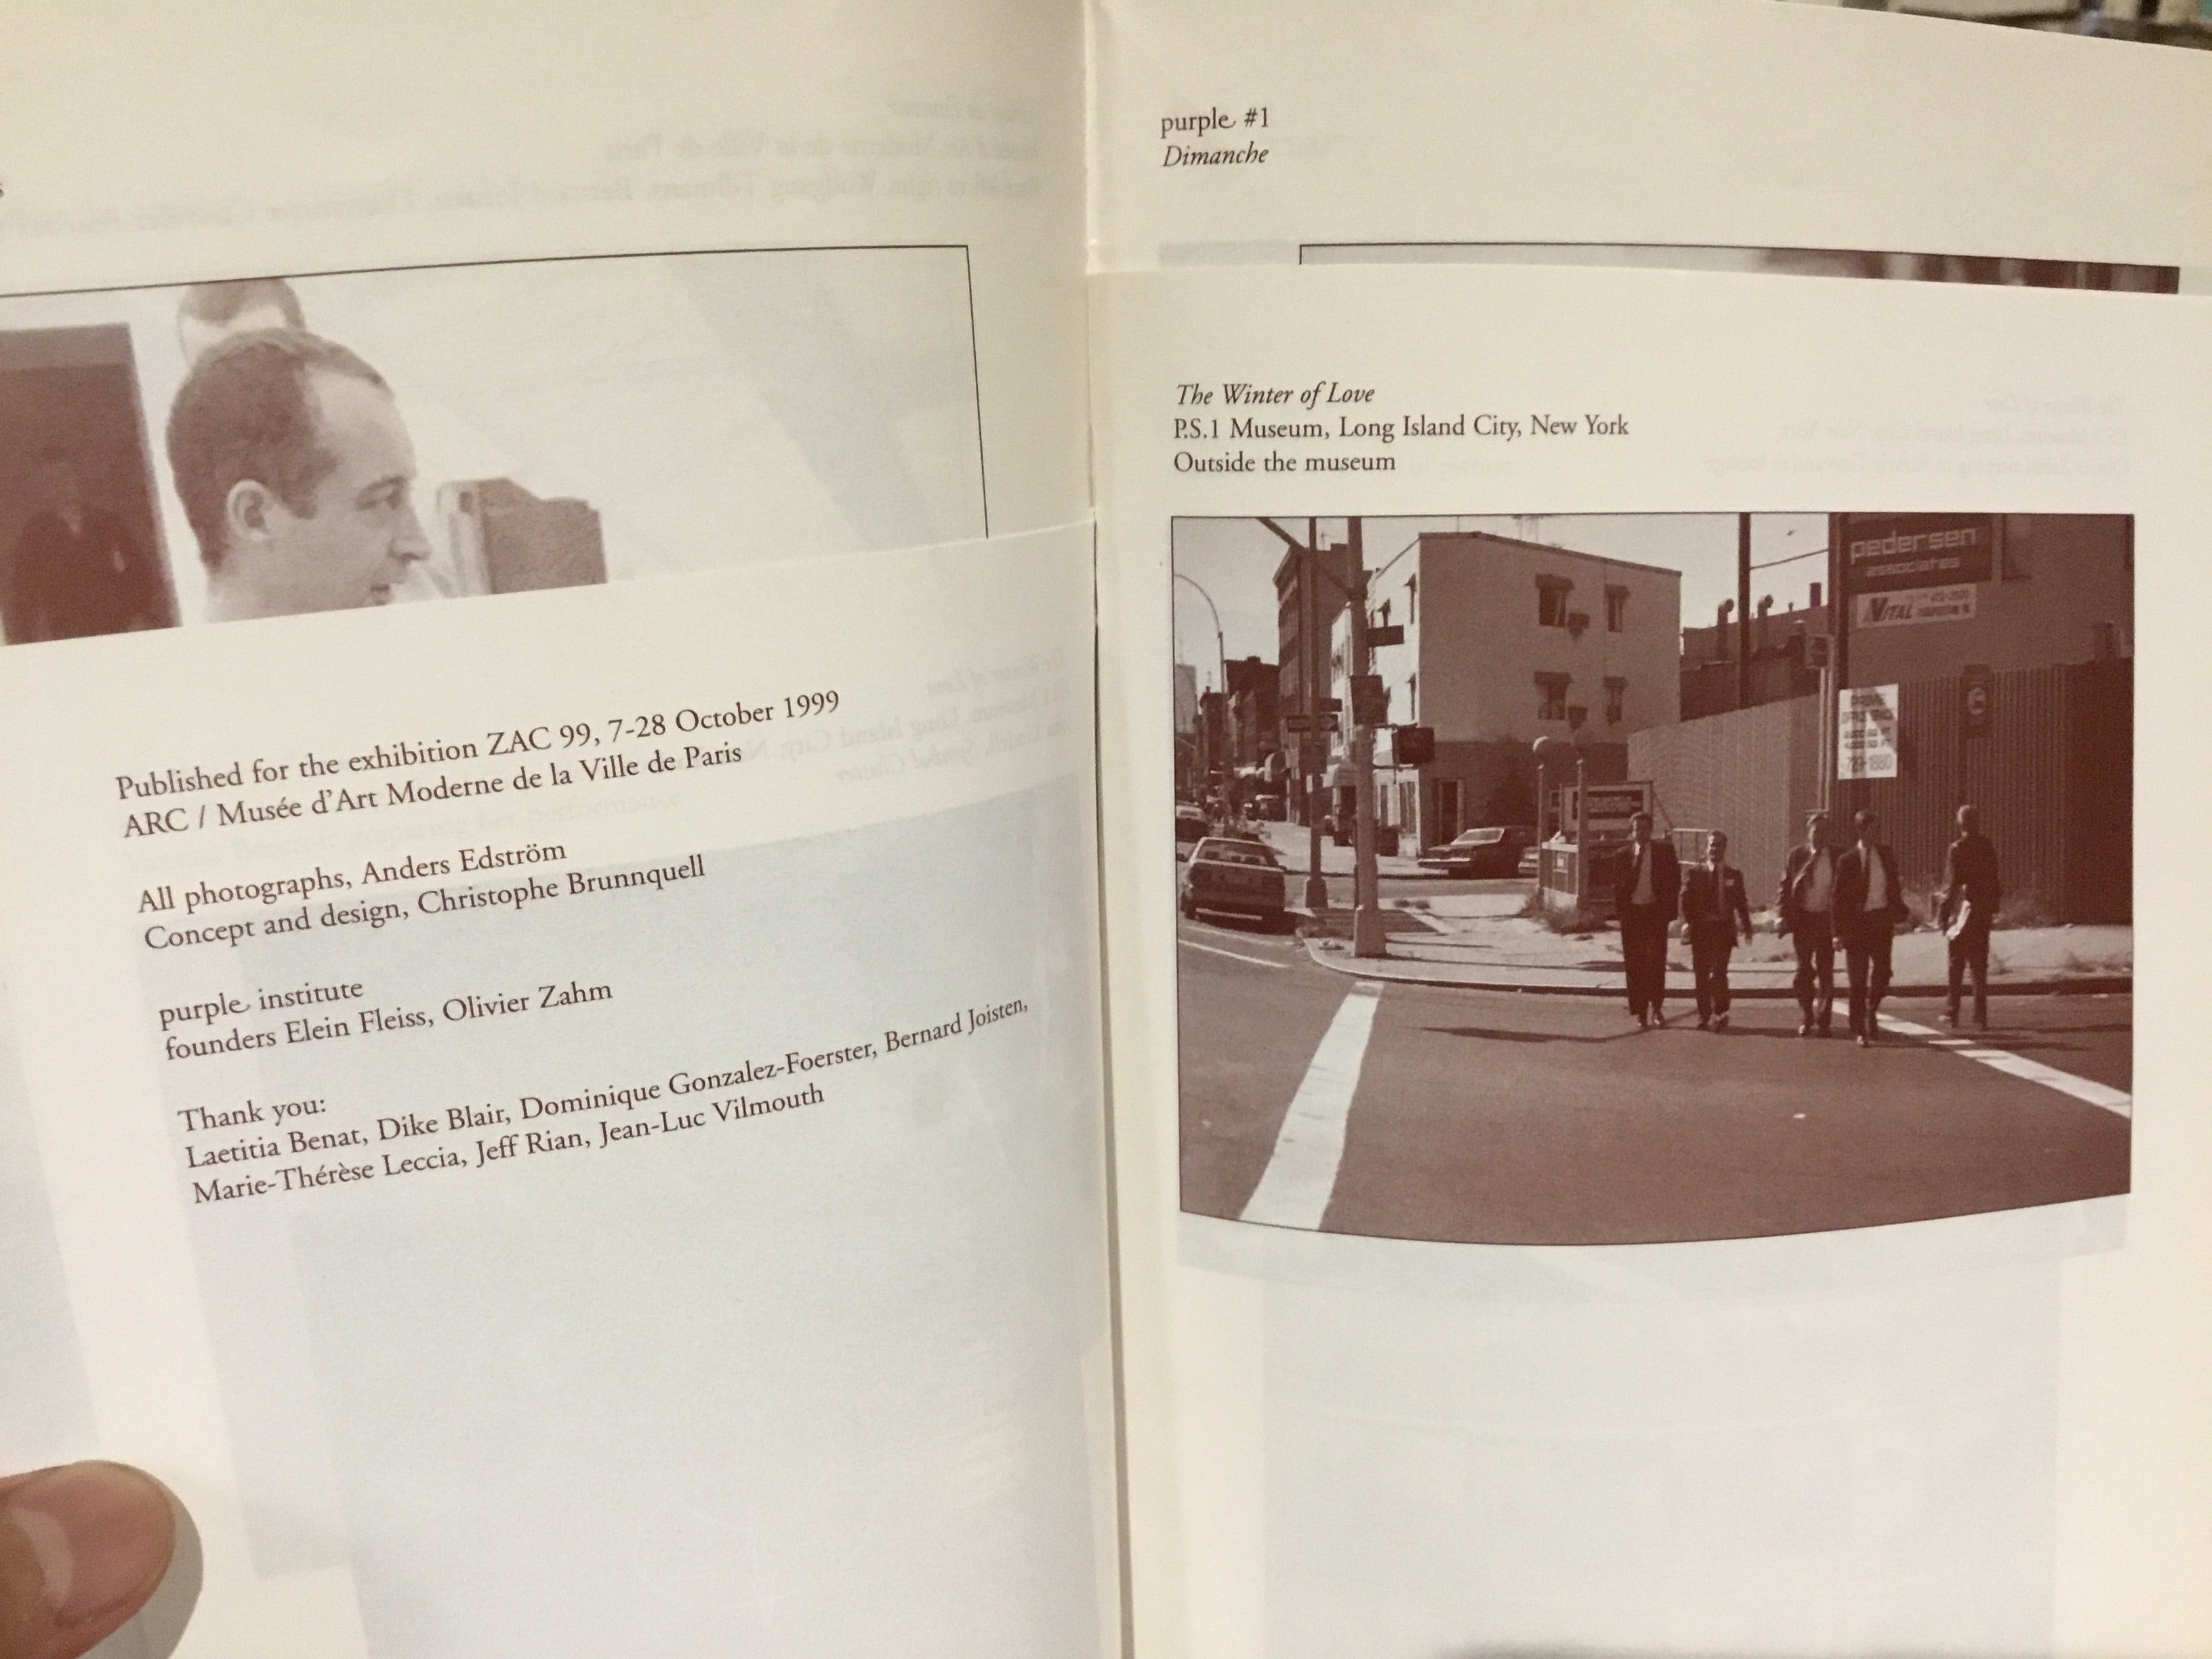 Published for the exhibition ZAC 99, 7-28 October 1999
ARC / Musée d'Art Moderne de la Ville de Paris
All photographs, Anders Edström
Concept and design, Christophe Brunnquell
purple institute
founders Elein Fleiss, Olivier Zahm
Thank you:
Laetitia Benat, Dike Blair, Dominique Gonzalez-Foerster, Bernard Joisten,
Marie-Thérèse Leccia, Jeff Rian, Jean-Luc Vilmouth
purple #1
Dimanche
The Winter of Love
P.S.1 Museum, Long Island City, New York
Outside the museum
pedersen
associates
VITAL